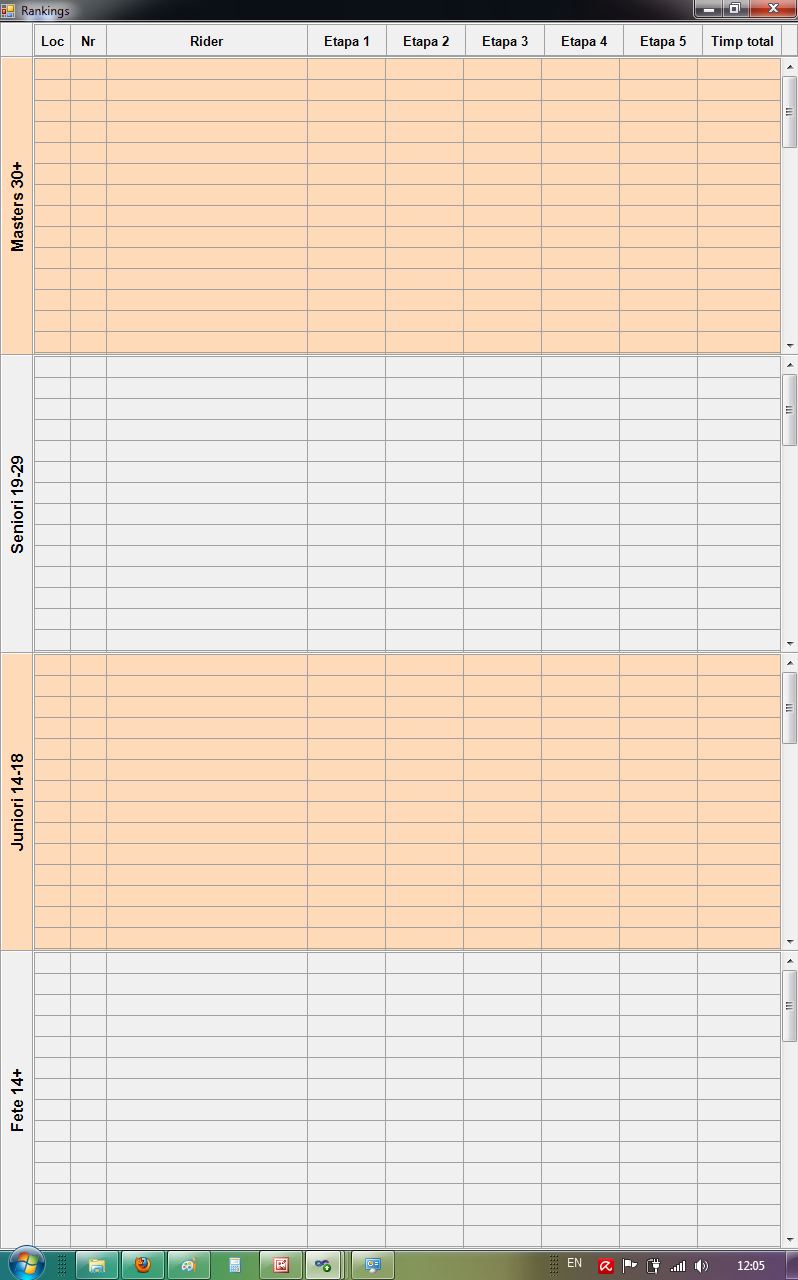 Rankings
Loc Nr Rider Etapa 1 Etapa 2 Etapa 3 Etapa 4 Etapa 5 Timp total
Masters 30+
Seniori 19-29
Juniori 14-18
Fete 14+
EN 12:05